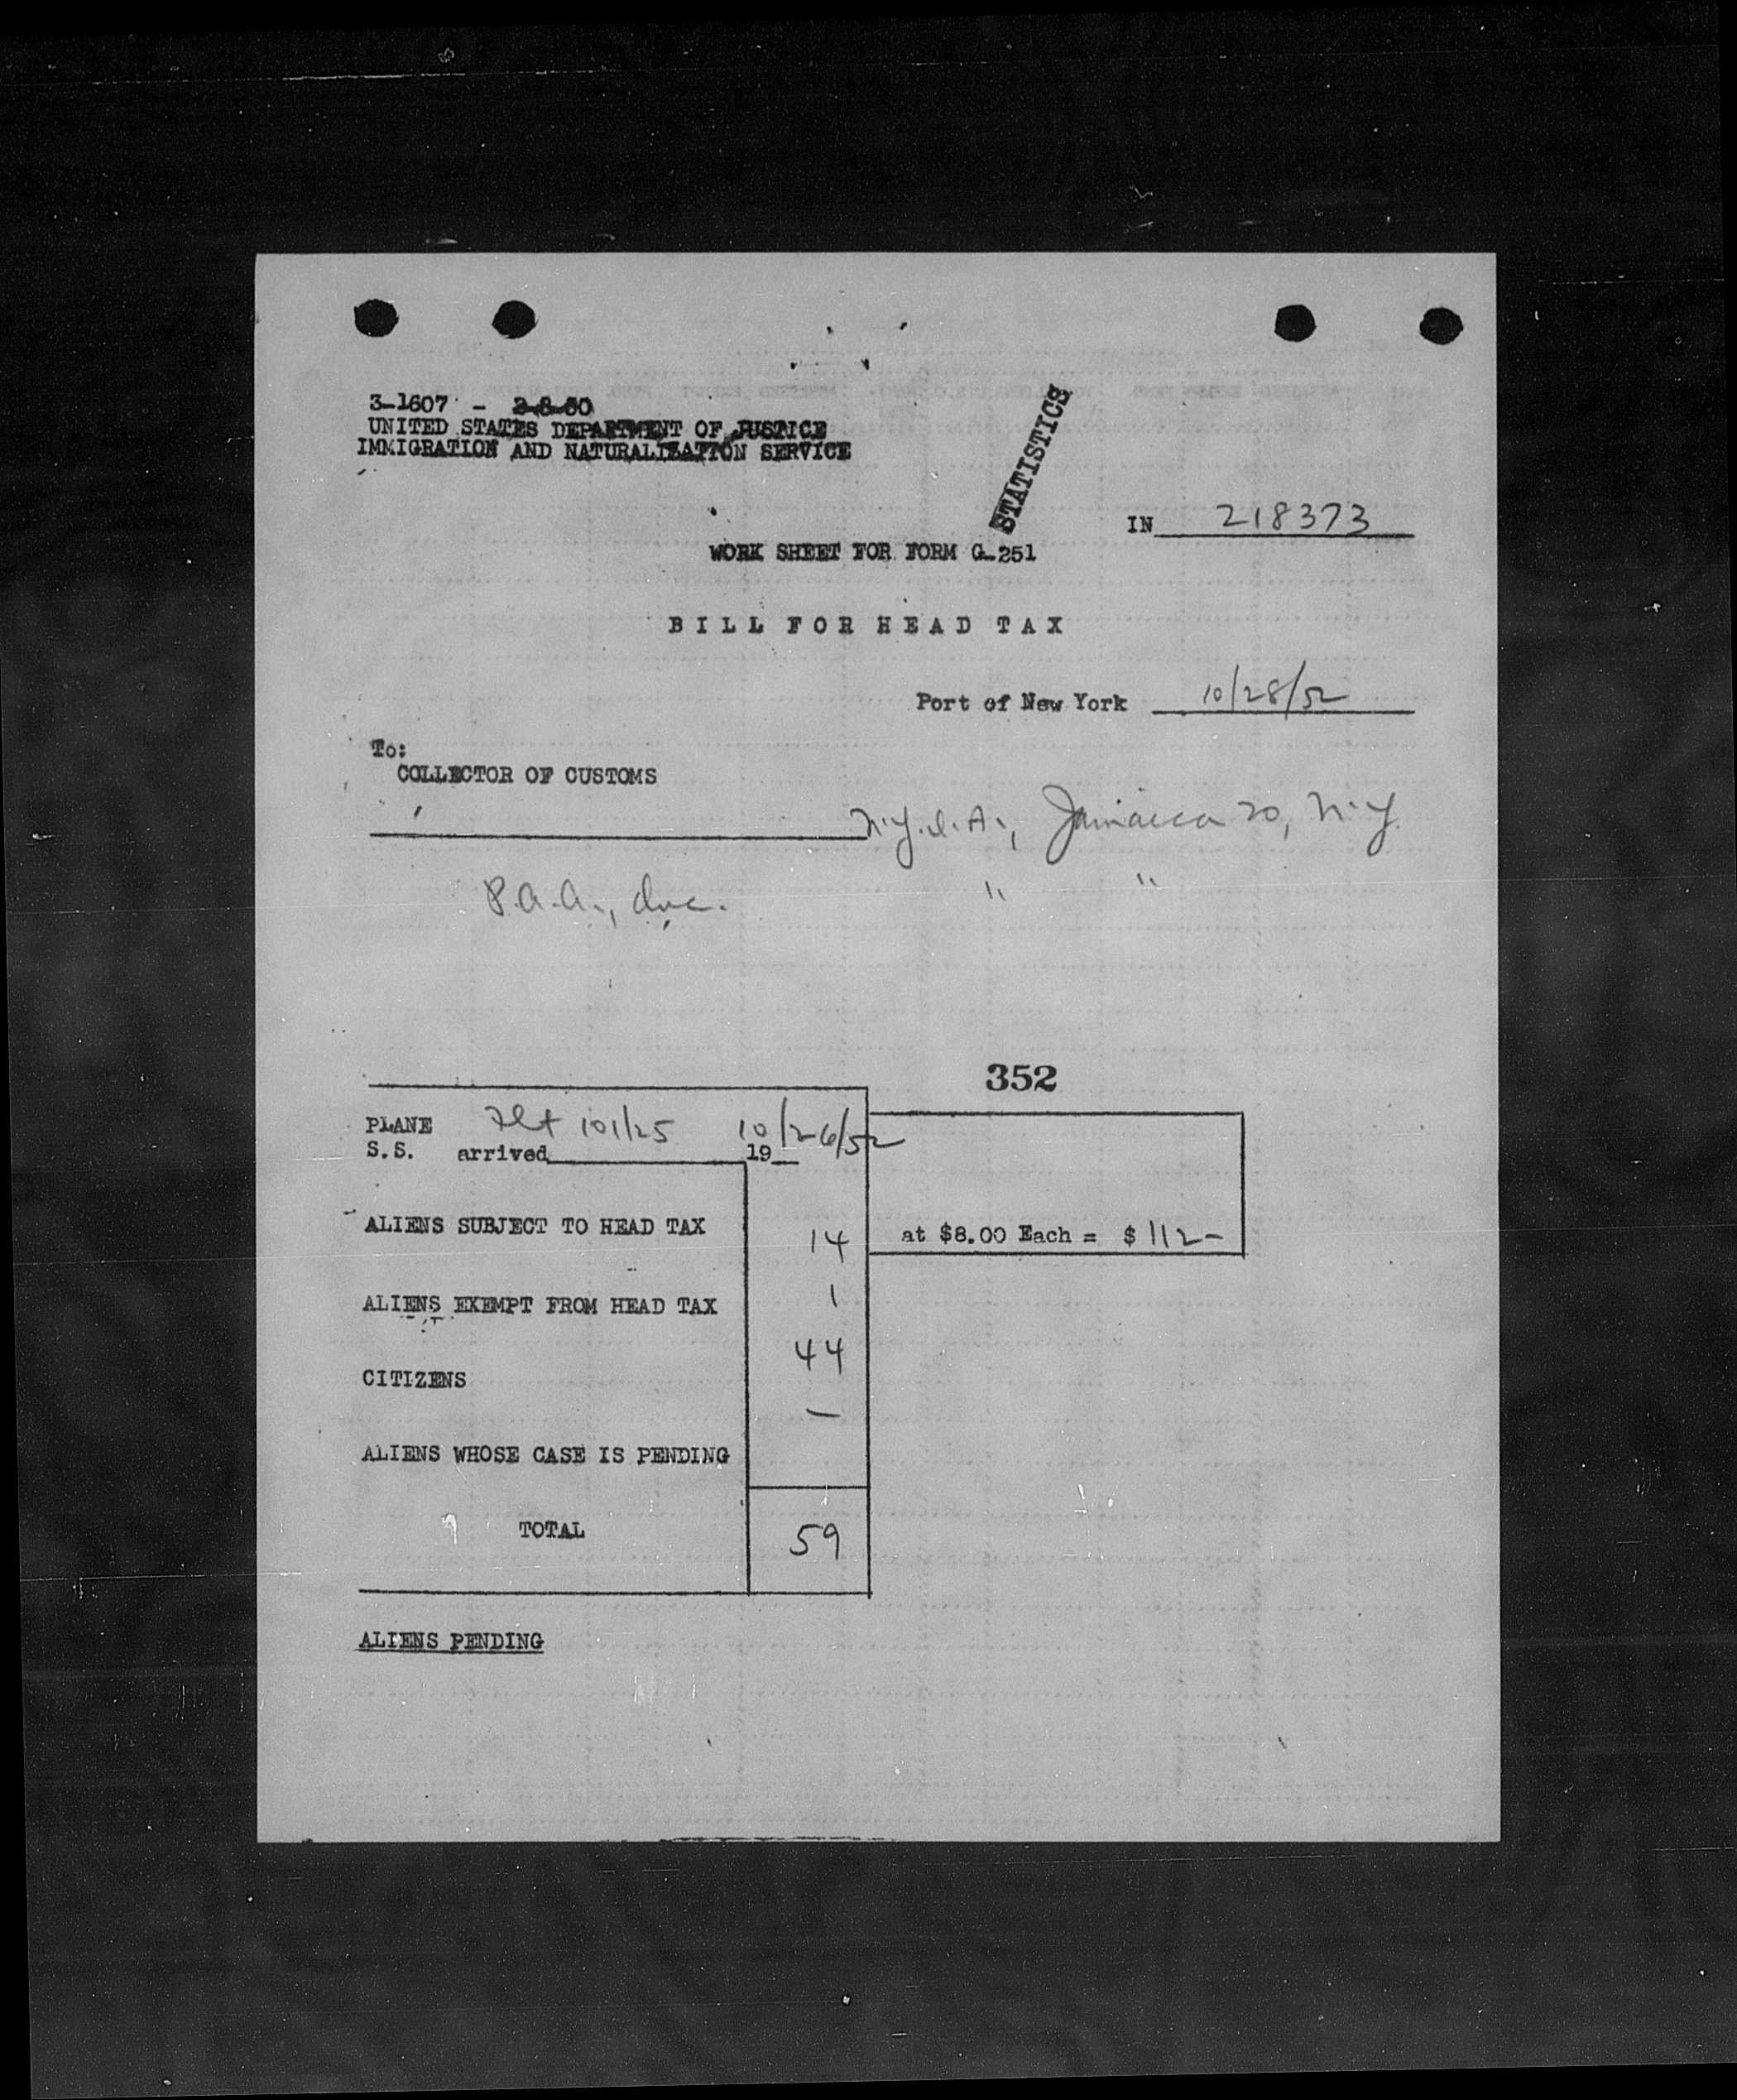 3-1607 - 2-8-50
UNITED STATES DEPARTMENT OF JUSTICE
IMMIGRATION AND NATURALIZATION SERVICE
STATISTICS
IN 218373
WORK SHEET FOR FORM G-251
BILL FOR HEAD TAX
Port of New York 10/28/52
To:
COLLECTOR OF CUSTOMS
N.Y.I.A., Jamaica 20, N.Y.
P.A.A., Inc. " "
352
PLANE Flt 101/25 10/26/52
S.S. arrived 19
ALIENS SUBJECT TO HEAD TAX 14 at $8.00 Each = $ 112-
ALIENS EXEMPT FROM HEAD TAX 1
CITIZENS 44
ALIENS WHOSE CASE IS PENDING —
TOTAL 59
ALIENS PENDING